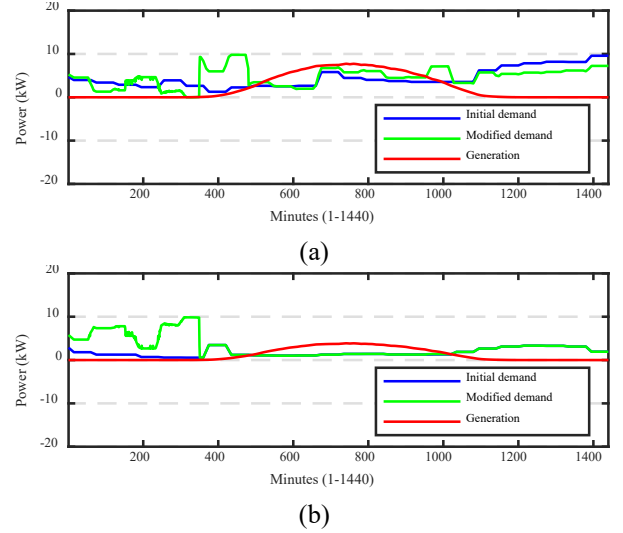 20
10
0
-10
-20
Power (kW)
Initial demand
Modified demand
Generation
200 400 600 800 1000 1200 1400
Minutes (1-1440)
(a)
20
10
0
-10
-20
Power (kW)
Initial demand
Modified demand
Generation
200 400 600 800 1000 1200 1400
Minutes (1-1440)
(b)